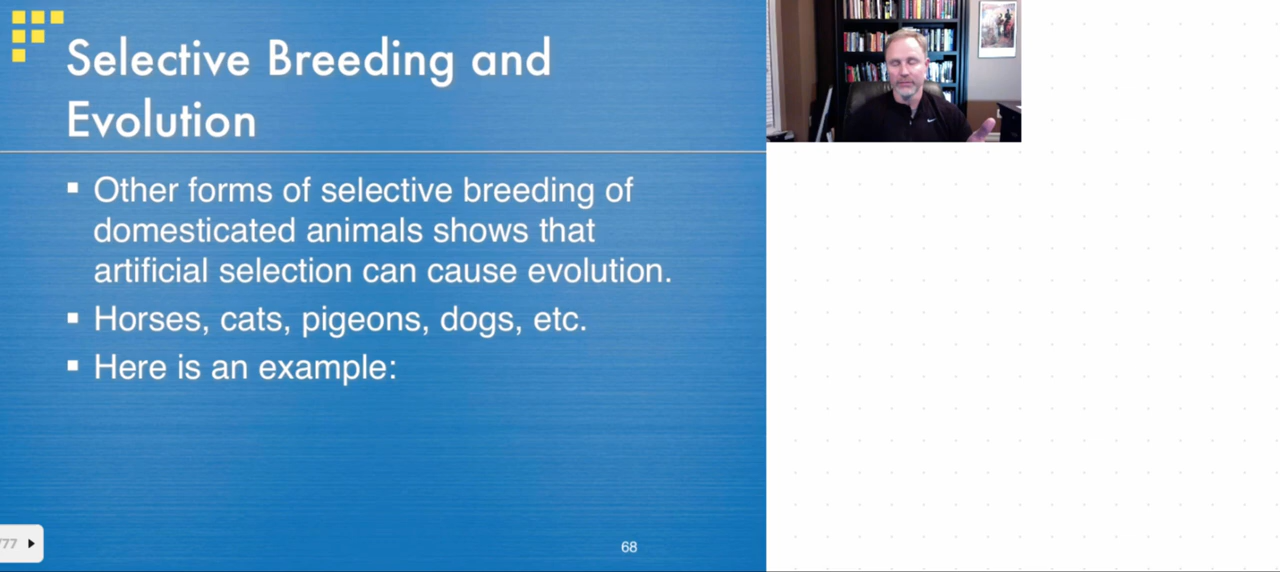 Selective Breeding and
Evolution
Other forms of selective breeding of
domesticated animals shows that
artificial selection can cause evolution.
Horses, cats, pigeons, dogs, etc.
Here is an example:
/77
68